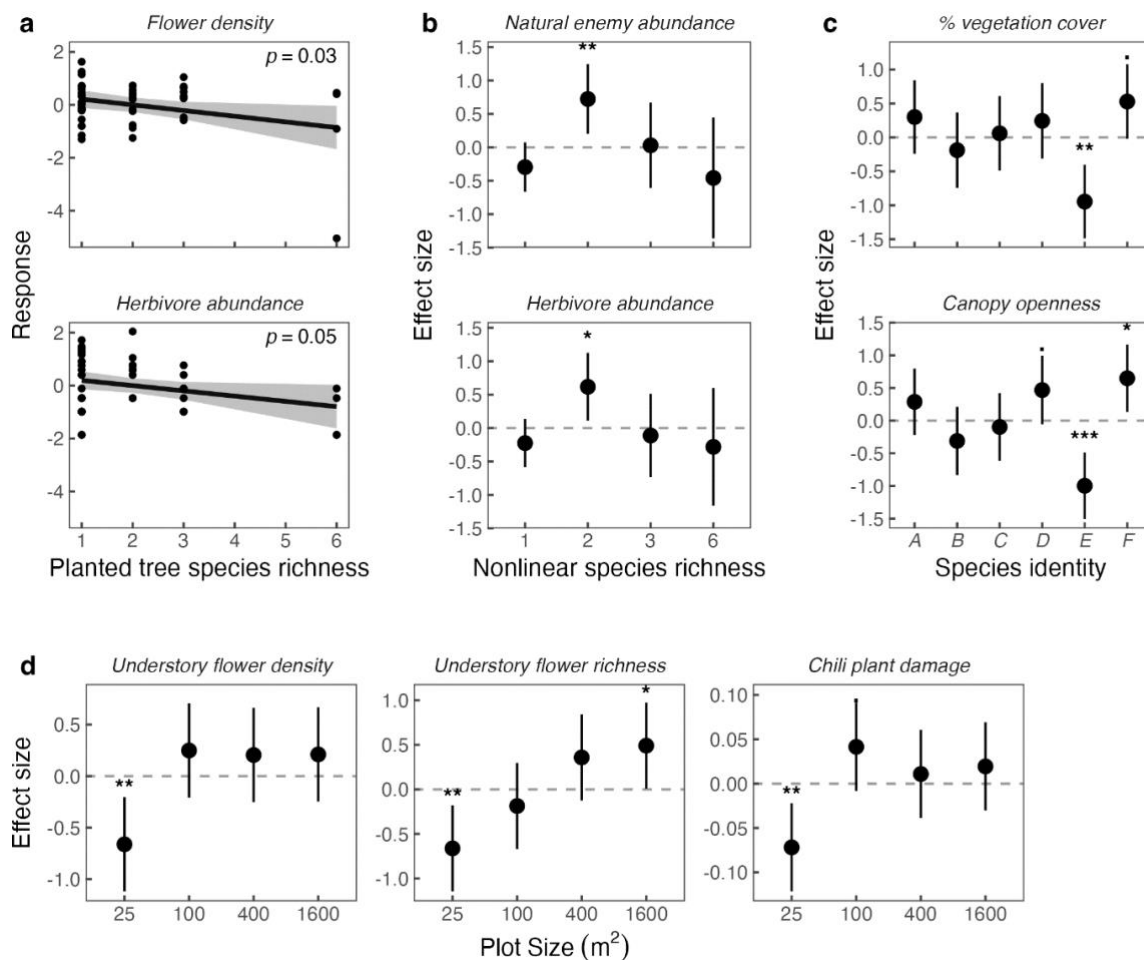 a
Flower density
p = 0.03
2
0
-2
-4
Herbivore abundance
p = 0.05
2
0
-2
-4
1 2 3 4 5 6
Response
Planted tree species richness
b
Natural enemy abundance
**
1.5
1.0
0.5
0.0
-0.5
-1.0
-1.5
Herbivore abundance
*
1.5
1.0
0.5
0.0
-0.5
-1.0
-1.5
1 2 3 6
Effect size
Nonlinear species richness
c
% vegetation cover
.
**
1.0
0.5
0.0
-0.5
-1.0
-1.5
Canopy openness
. *
***
1.5
1.0
0.5
0.0
-0.5
-1.0
-1.5
A B C D E F
Effect size
Species identity
d
Understory flower density
**
0.5
0.0
-0.5
-1.0
25 100 400 1600
Understory flower richness
*
**
1.0
0.5
0.0
-0.5
-1.0
25 100 400 1600
Chili plant damage
.
**
0.10
0.05
0.00
-0.05
-0.10
25 100 400 1600
Effect size
Plot Size (m²)